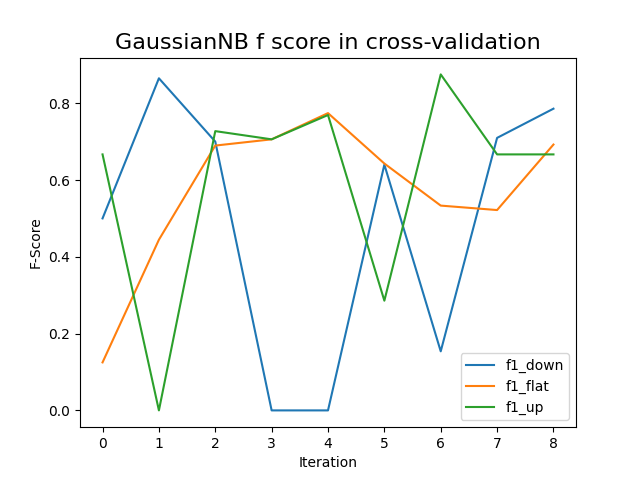 GaussianNB f score in cross-validation
0.8
0.6
0.4
0.2
0.0
F-Score
0 1 2 3 4 5 6 7 8
Iteration
f1_down
f1_flat
f1_up